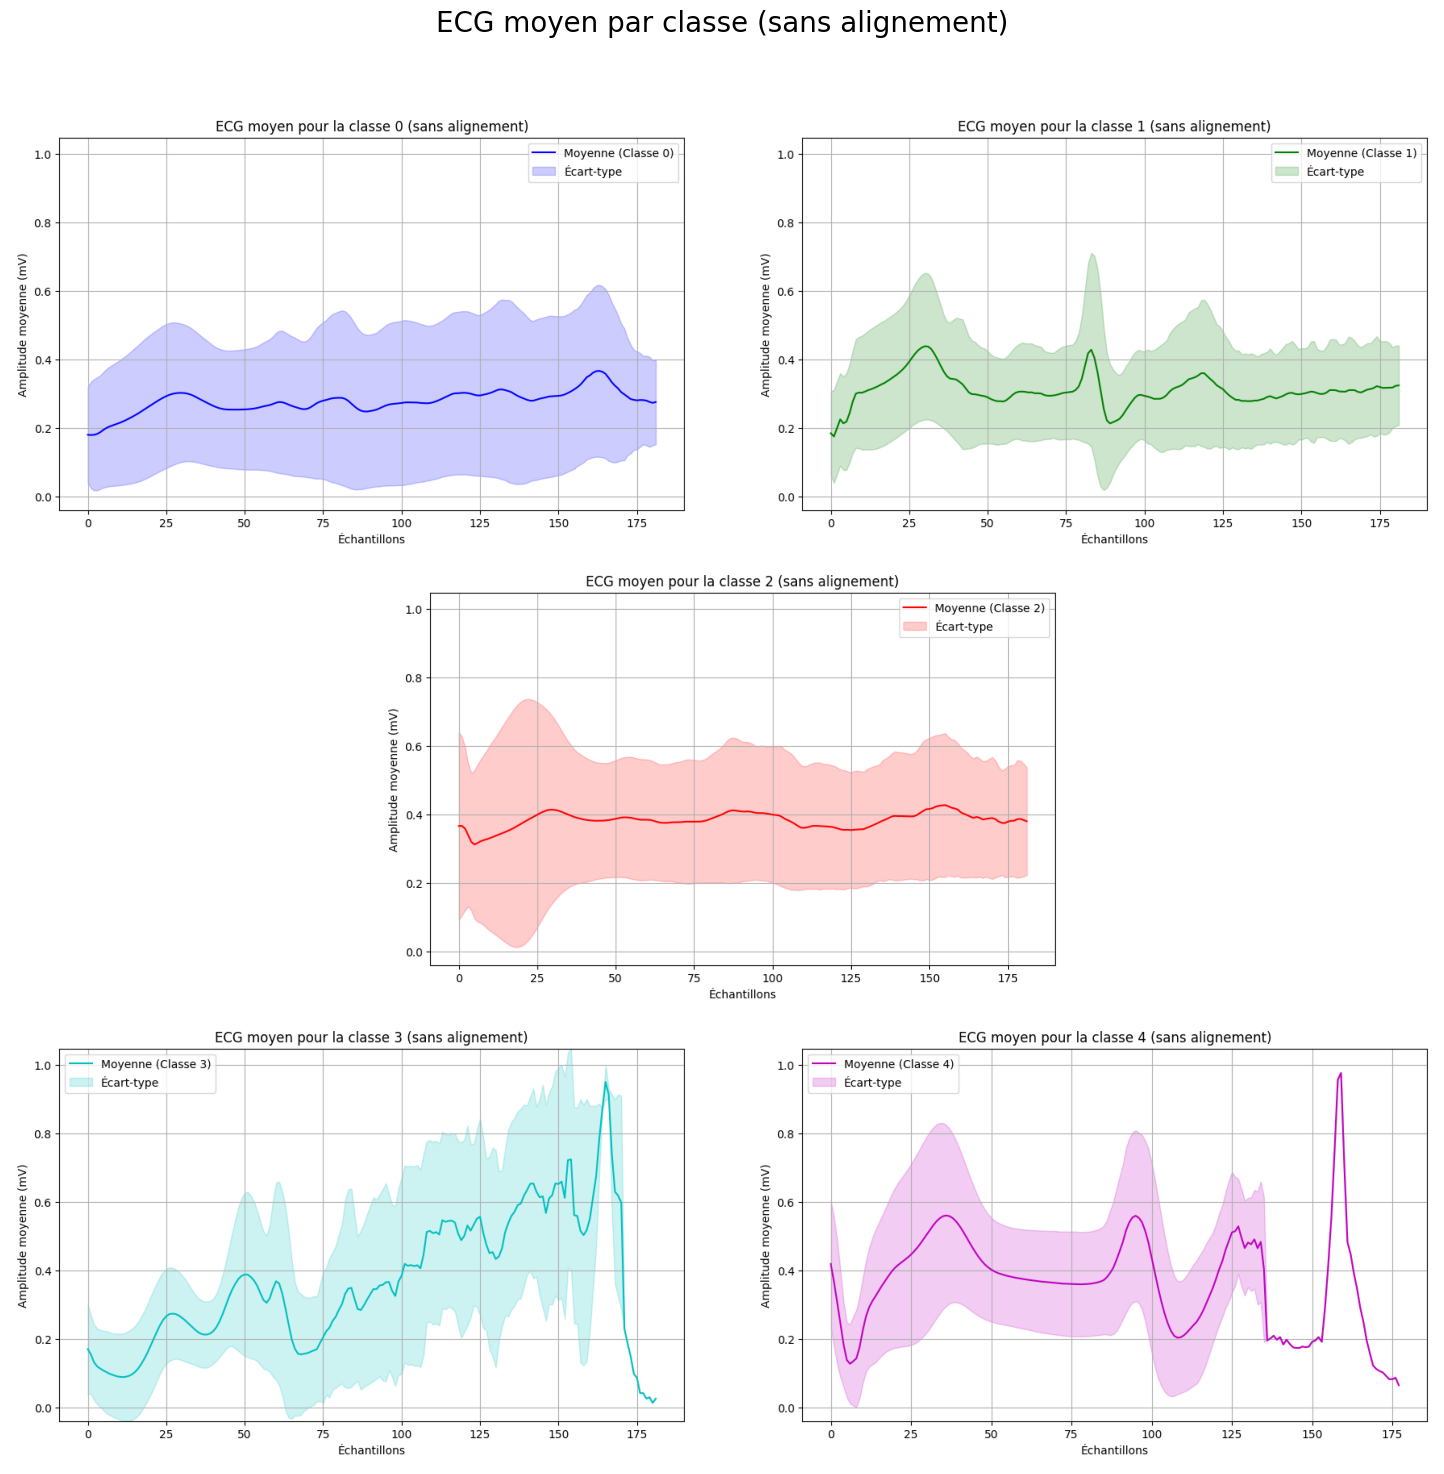 ECG moyen par classe (sans alignement)
ECG moyen pour la classe 0 (sans alignement)
Moyenne (Classe 0)
Écart-type
Amplitude moyenne (mV)
1.0
0.8
0.6
0.4
0.2
0.0
0 25 50 75 100 125 150 175
Échantillons
ECG moyen pour la classe 1 (sans alignement)
Moyenne (Classe 1)
Écart-type
Amplitude moyenne (mV)
1.0
0.8
0.6
0.4
0.2
0.0
0 25 50 75 100 125 150 175
Échantillons
ECG moyen pour la classe 2 (sans alignement)
Moyenne (Classe 2)
Écart-type
Amplitude moyenne (mV)
1.0
0.8
0.6
0.4
0.2
0.0
0 25 50 75 100 125 150 175
Échantillons
ECG moyen pour la classe 3 (sans alignement)
Moyenne (Classe 3)
Écart-type
Amplitude moyenne (mV)
1.0
0.8
0.6
0.4
0.2
0.0
0 25 50 75 100 125 150 175
Échantillons
ECG moyen pour la classe 4 (sans alignement)
Moyenne (Classe 4)
Écart-type
Amplitude moyenne (mV)
1.0
0.8
0.6
0.4
0.2
0.0
0 25 50 75 100 125 150 175
Échantillons